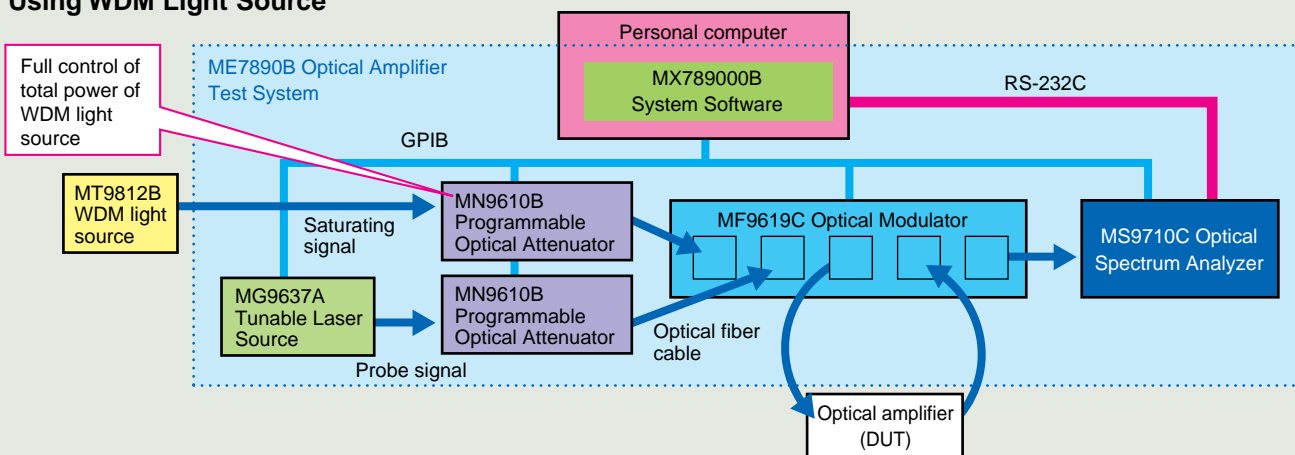 Using WDM Light Source
Personal computer
MX789000B
System Software
RS-232C
Full control of
total power of
WDM light
source
ME7890B Optical Amplifier
Test System
GPIB
MT9812B
WDM light
source
Saturating
signal
MN9610B
Programmable
Optical Attenuator
MF9619C Optical Modulator
MS9710C Optical
Spectrum Analyzer
MG9637A
Tunable Laser
Source
MN9610B
Programmable
Optical Attenuator
Optical fiber
cable
Probe signal
Optical amplifier
(DUT)